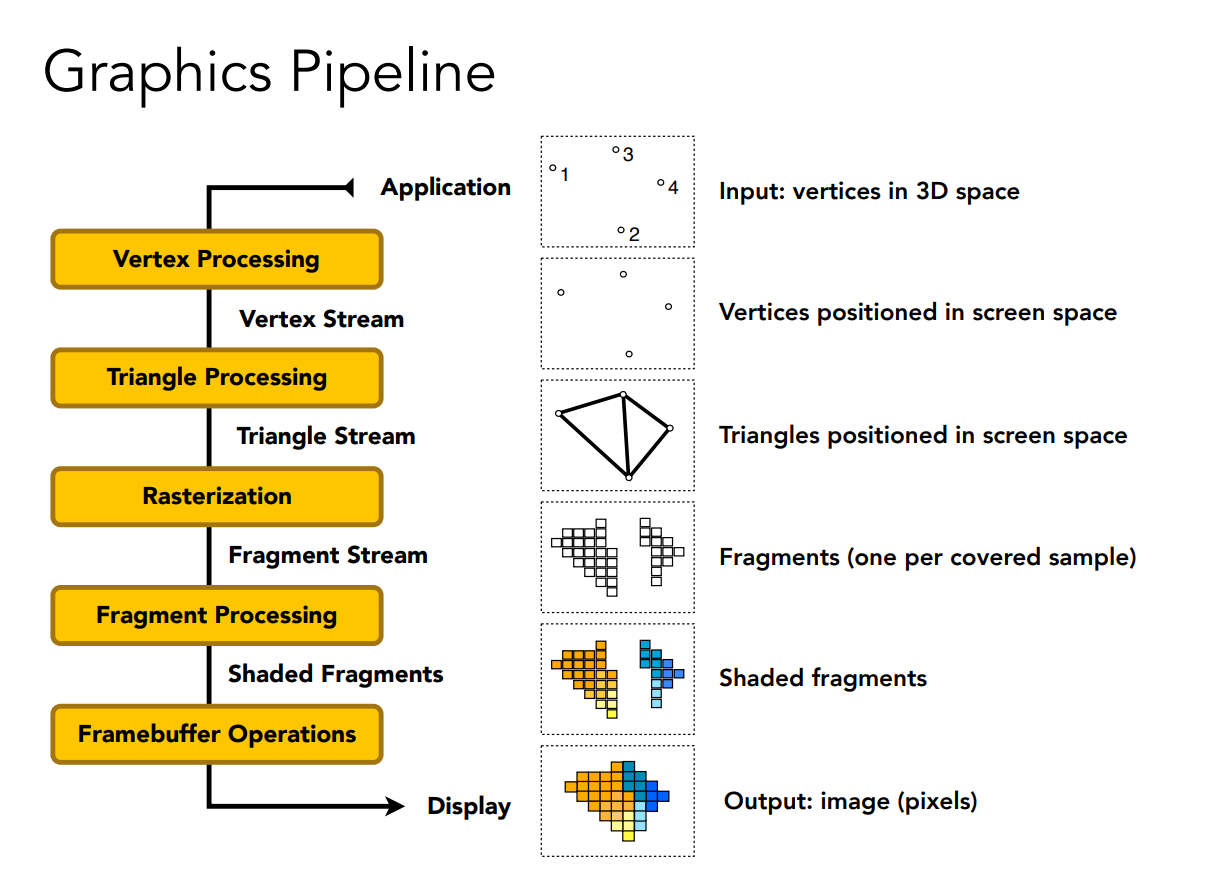 Graphics Pipeline
Application
1
3
4
2
Input: vertices in 3D space
Vertex Processing
Vertex Stream
Vertices positioned in screen space
Triangle Processing
Triangle Stream
Triangles positioned in screen space
Rasterization
Fragment Stream
Fragments (one per covered sample)
Fragment Processing
Shaded Fragments
Shaded fragments
Framebuffer Operations
Display
Output: image (pixels)